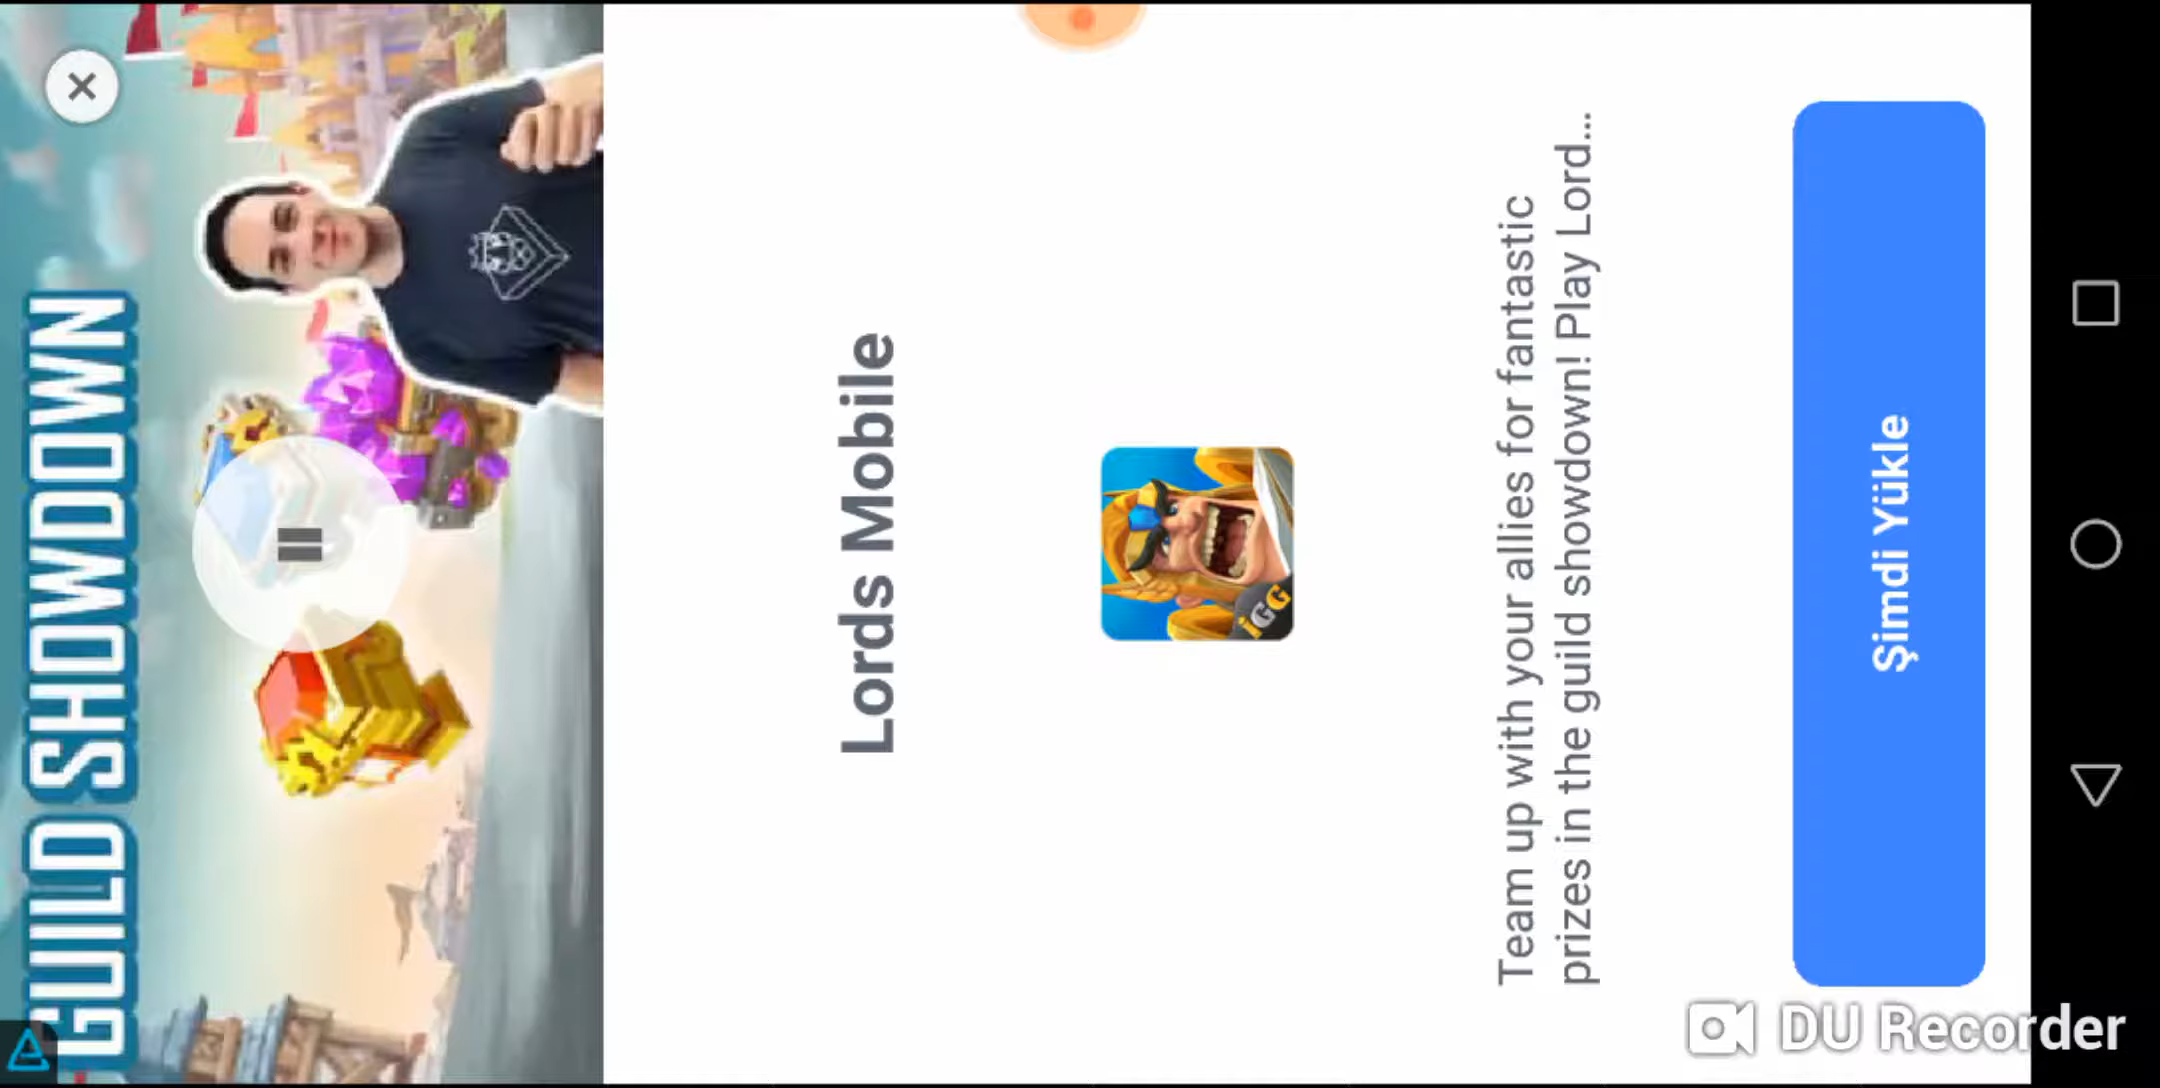 GUILD SHOWDOWN
Lords Mobile
IGG
Team up with your allies for fantastic
prizes in the guild showdown! Play Lord...
Şimdi Yükle
DU Recorder